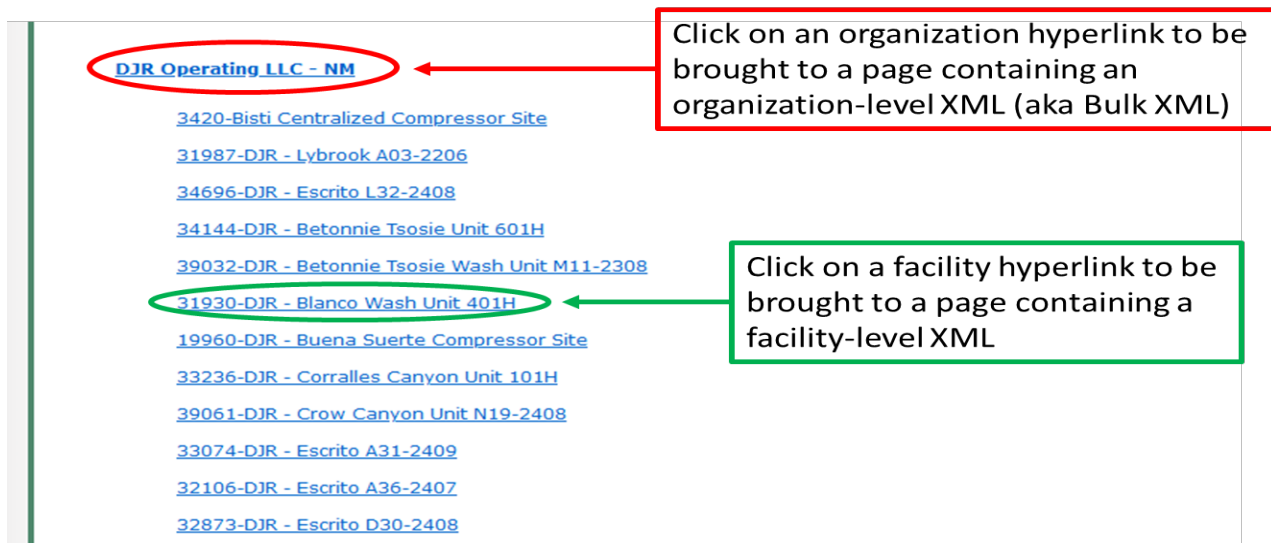 DJR Operating LLC - NM
Click on an organization hyperlink to be
brought to a page containing an
organization-level XML (aka Bulk XML)
3420-Bisti Centralized Compressor Site
31987-DJR - Lybrook A03-2206
34696-DJR - Escrito L32-2408
34144-DJR - Betonnie Tsosie Unit 601H
39032-DJR - Betonnie Tsosie Wash Unit M11-2308
31930-DJR - Blanco Wash Unit 401H
Click on a facility hyperlink to be
brought to a page containing a
facility-level XML
19960-DJR - Buena Suerte Compressor Site
33236-DJR - Corralles Canyon Unit 101H
39061-DJR - Crow Canyon Unit N19-2408
33074-DJR - Escrito A31-2409
32106-DJR - Escrito A36-2407
32873-DJR - Escrito D30-2408